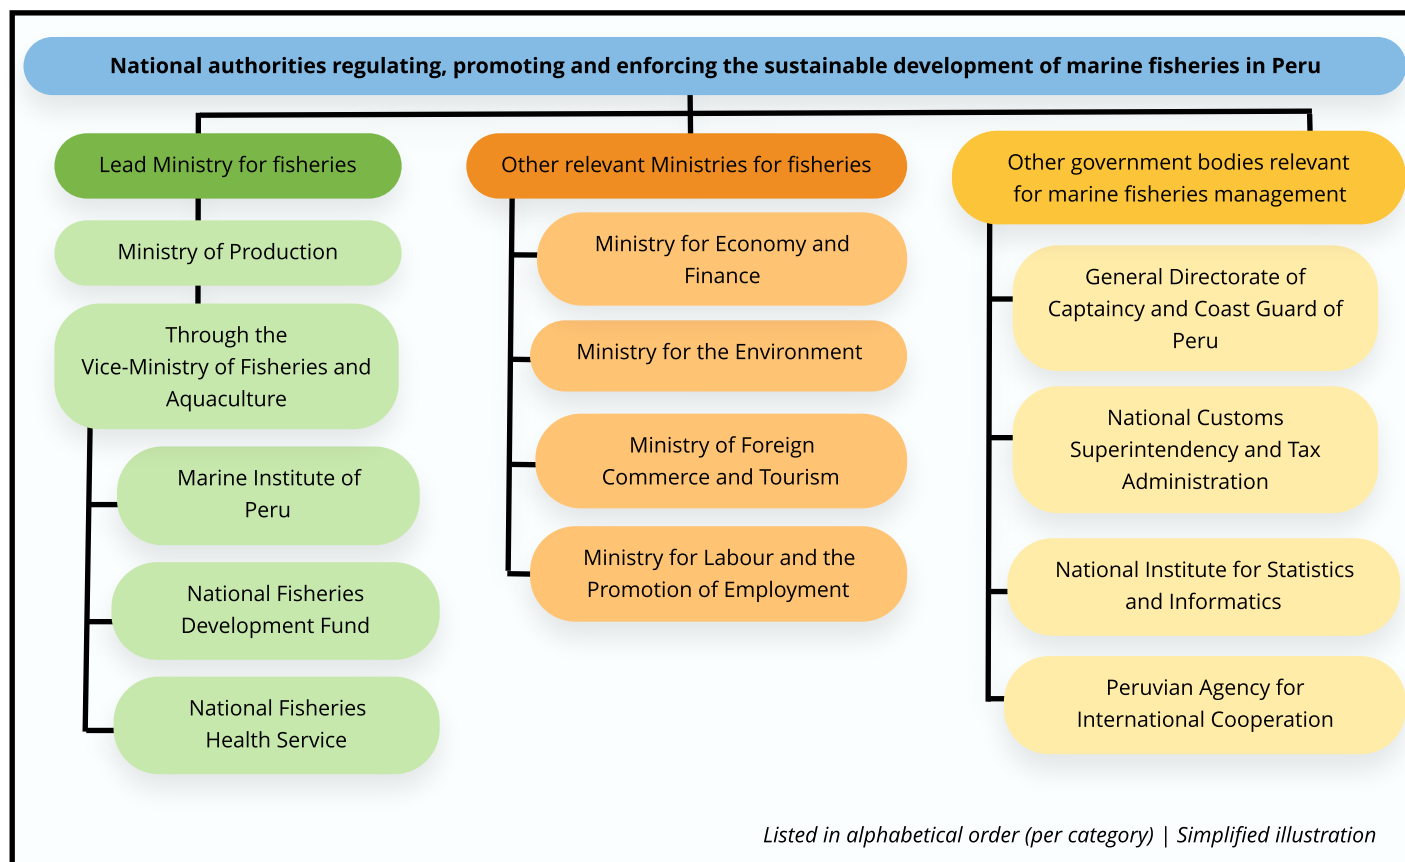 National authorities regulating, promoting and enforcing the sustainable development of marine fisheries in Peru
Lead Ministry for fisheries
Ministry of Production
Through the
Vice-Ministry of Fisheries and
Aquaculture
Marine Institute of
Peru
National Fisheries
Development Fund
National Fisheries
Health Service
Other relevant Ministries for fisheries
Ministry for Economy and
Finance
Ministry for the Environment
Ministry of Foreign
Commerce and Tourism
Ministry for Labour and the
Promotion of Employment
Other government bodies relevant
for marine fisheries management
General Directorate of
Captaincy and Coast Guard of
Peru
National Customs
Superintendency and Tax
Administration
National Institute for Statistics
and Informatics
Peruvian Agency for
International Cooperation
Listed in alphabetical order (per category) | Simplified illustration